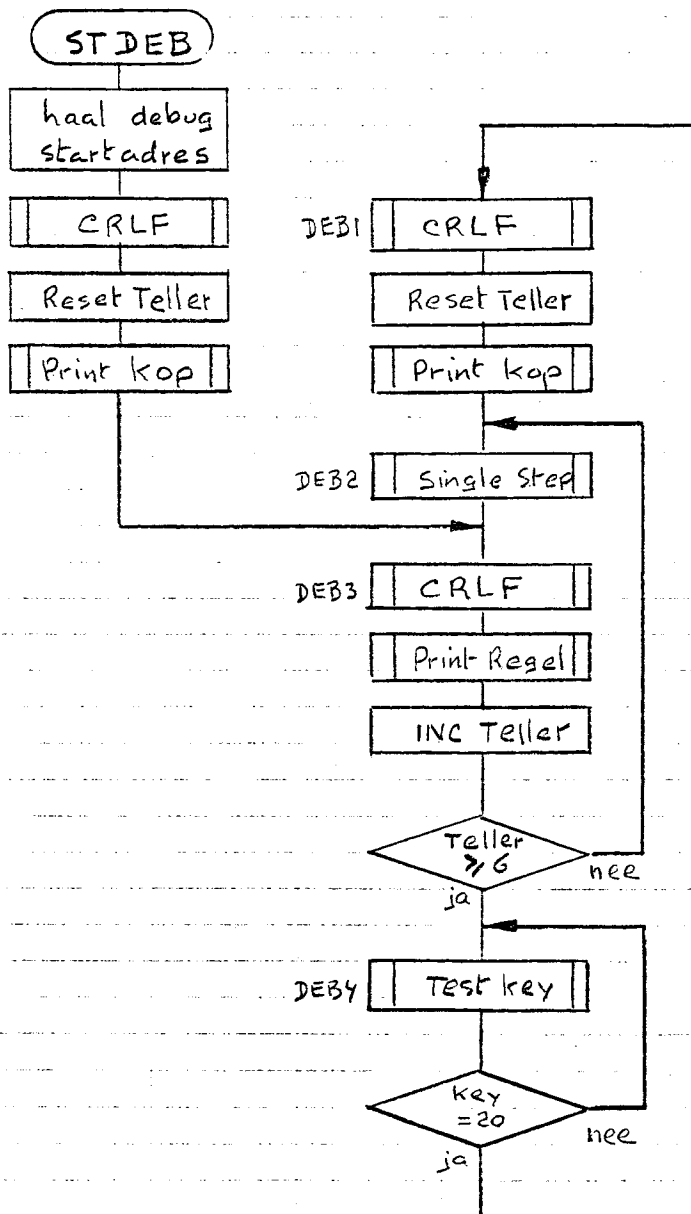 STDEB
haal debug
startadres
CRLF
Reset Teller
Print kop
DEB1
CRLF
Reset Teller
Print kop
DEB2
Single Step
DEB3
CRLF
Print Regel
INC Teller
Teller
≥ 6
nee
ja
DEB4
Test key
key
=20
nee
ja